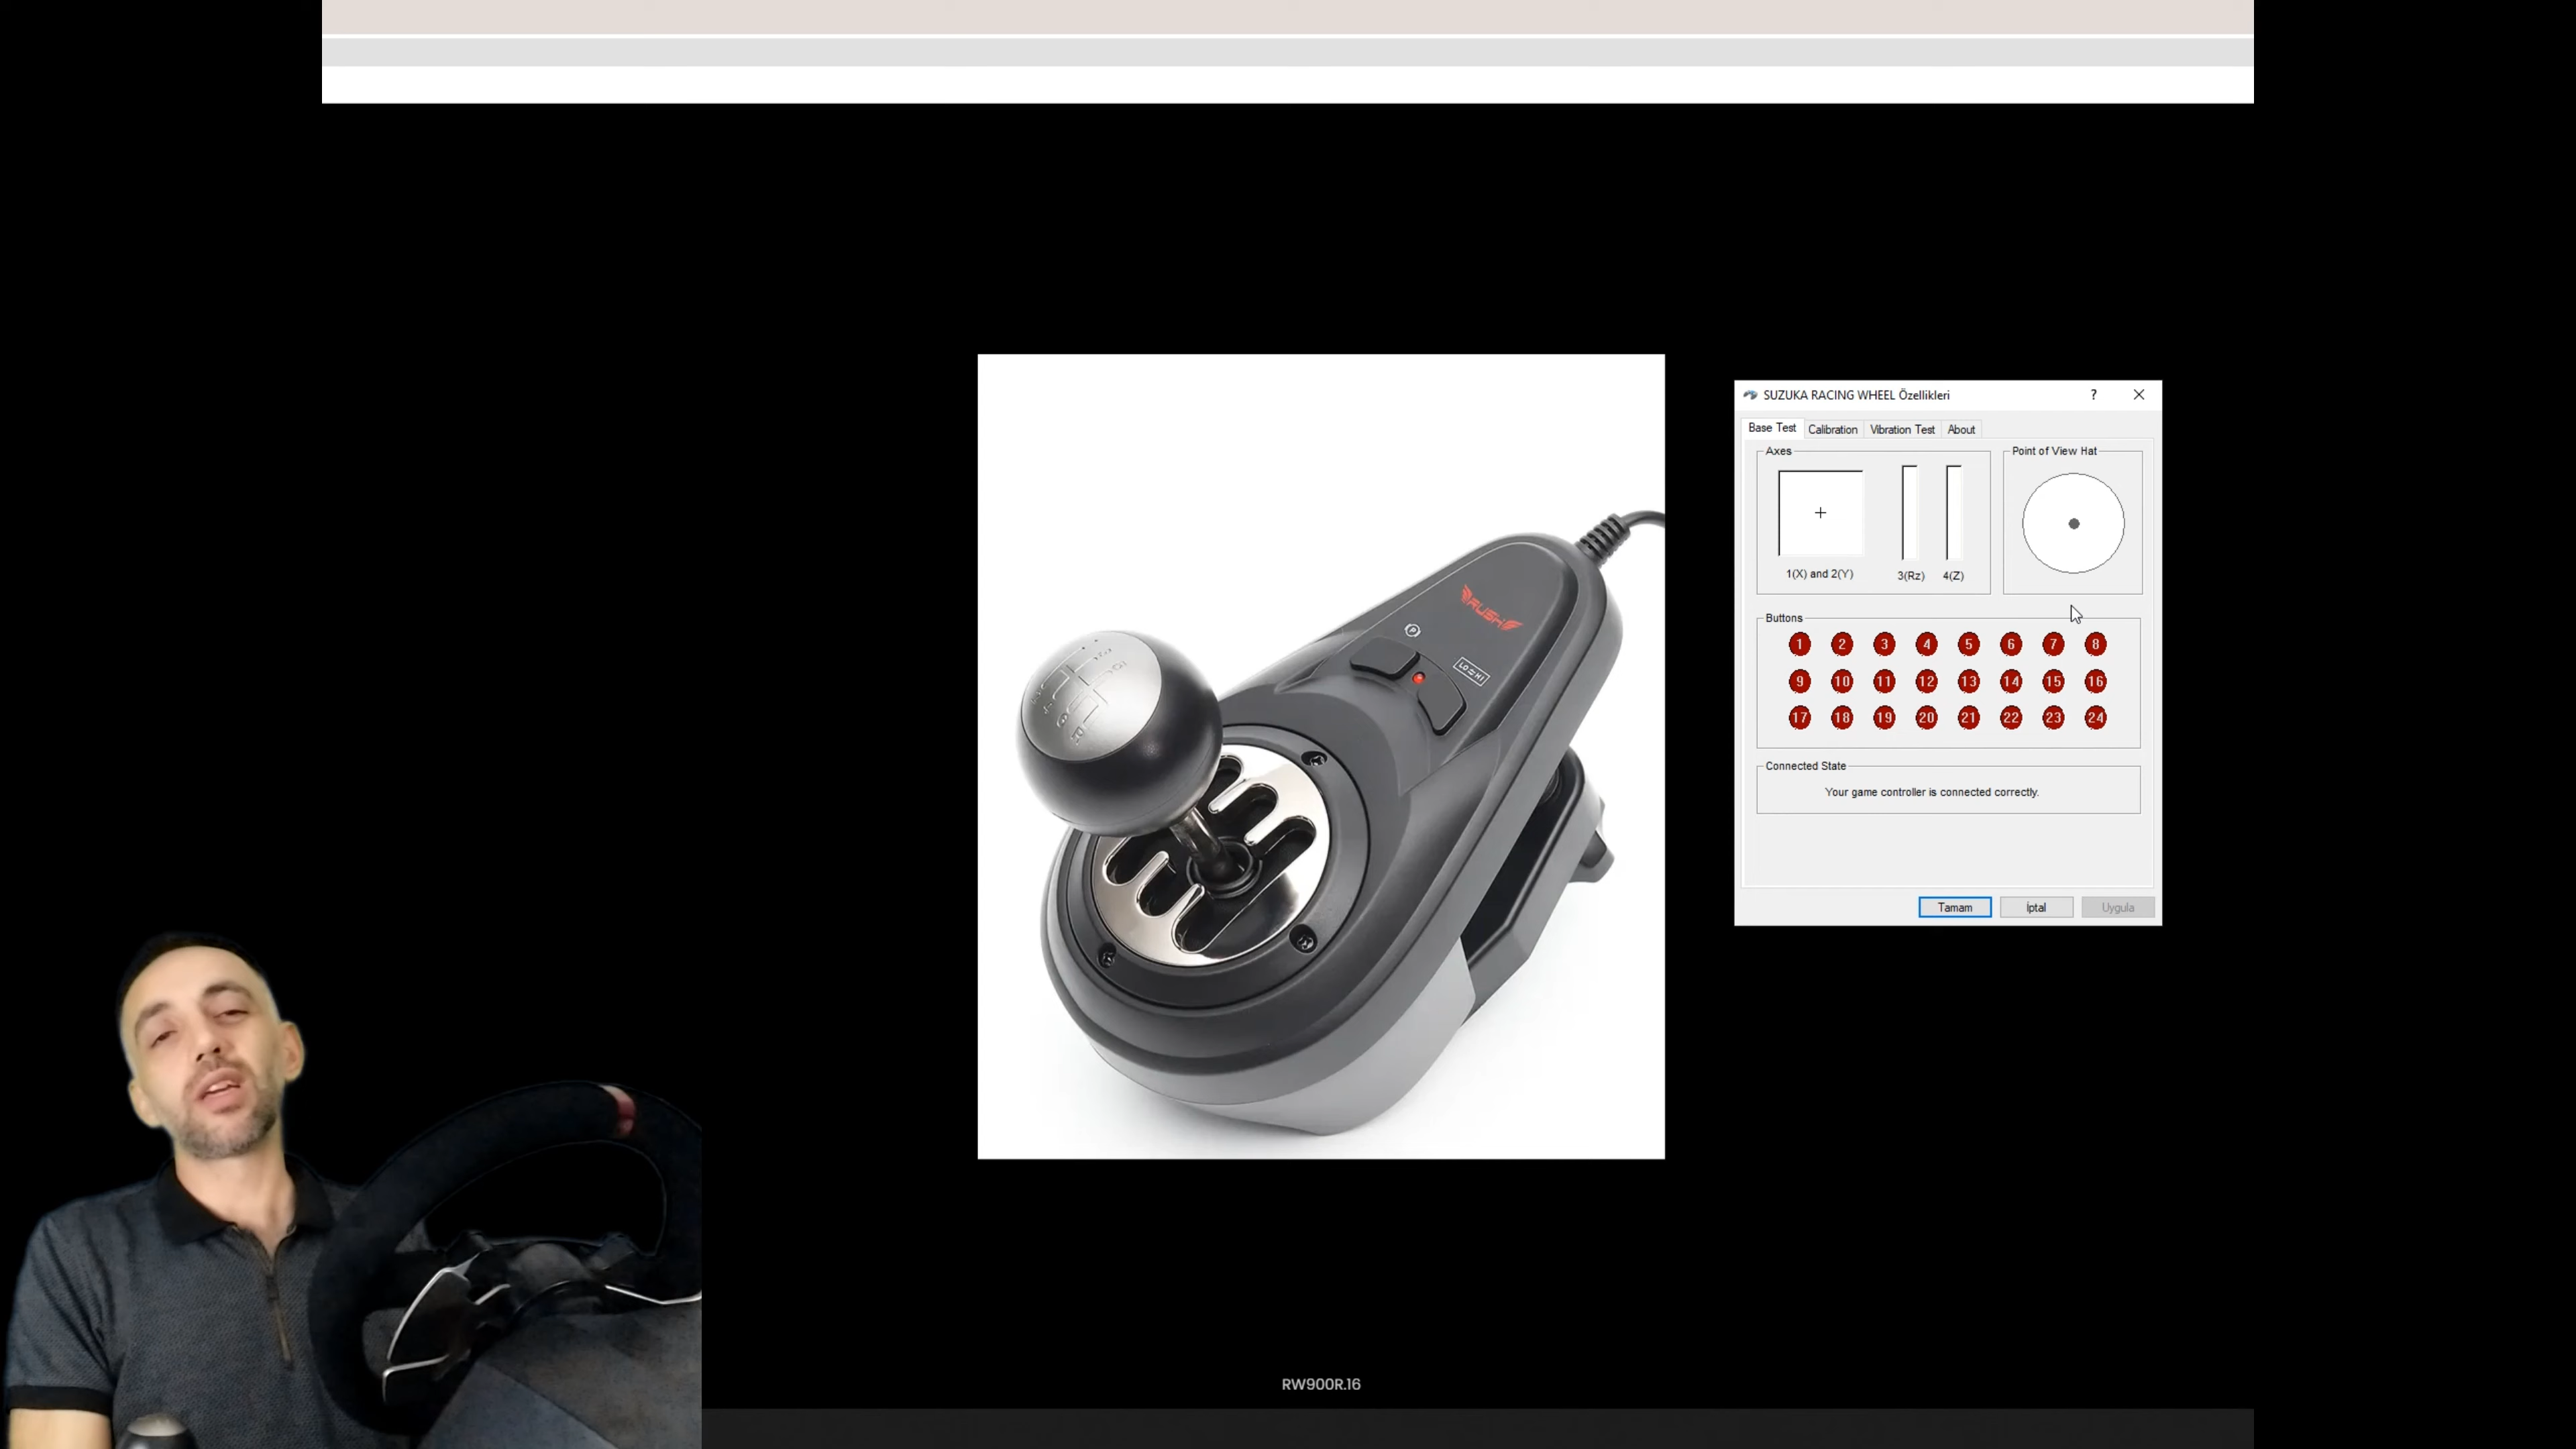 SUZUKA RACING WHEEL Özellikleri
Base Test
Calibration
Vibration Test
About
Axes
Point of View Hat
1(X) and 2(Y)
3(Rz)
4(Z)
Buttons
1 2 3 4 5 6 7 8
9 10 11 12 13 14 15 16
17 18 19 20 21 22 23 24
Connected State
Your game controller is connected correctly.
Tamam
İptal
Uygula
RUSH
P
LO HI
RW900R.16